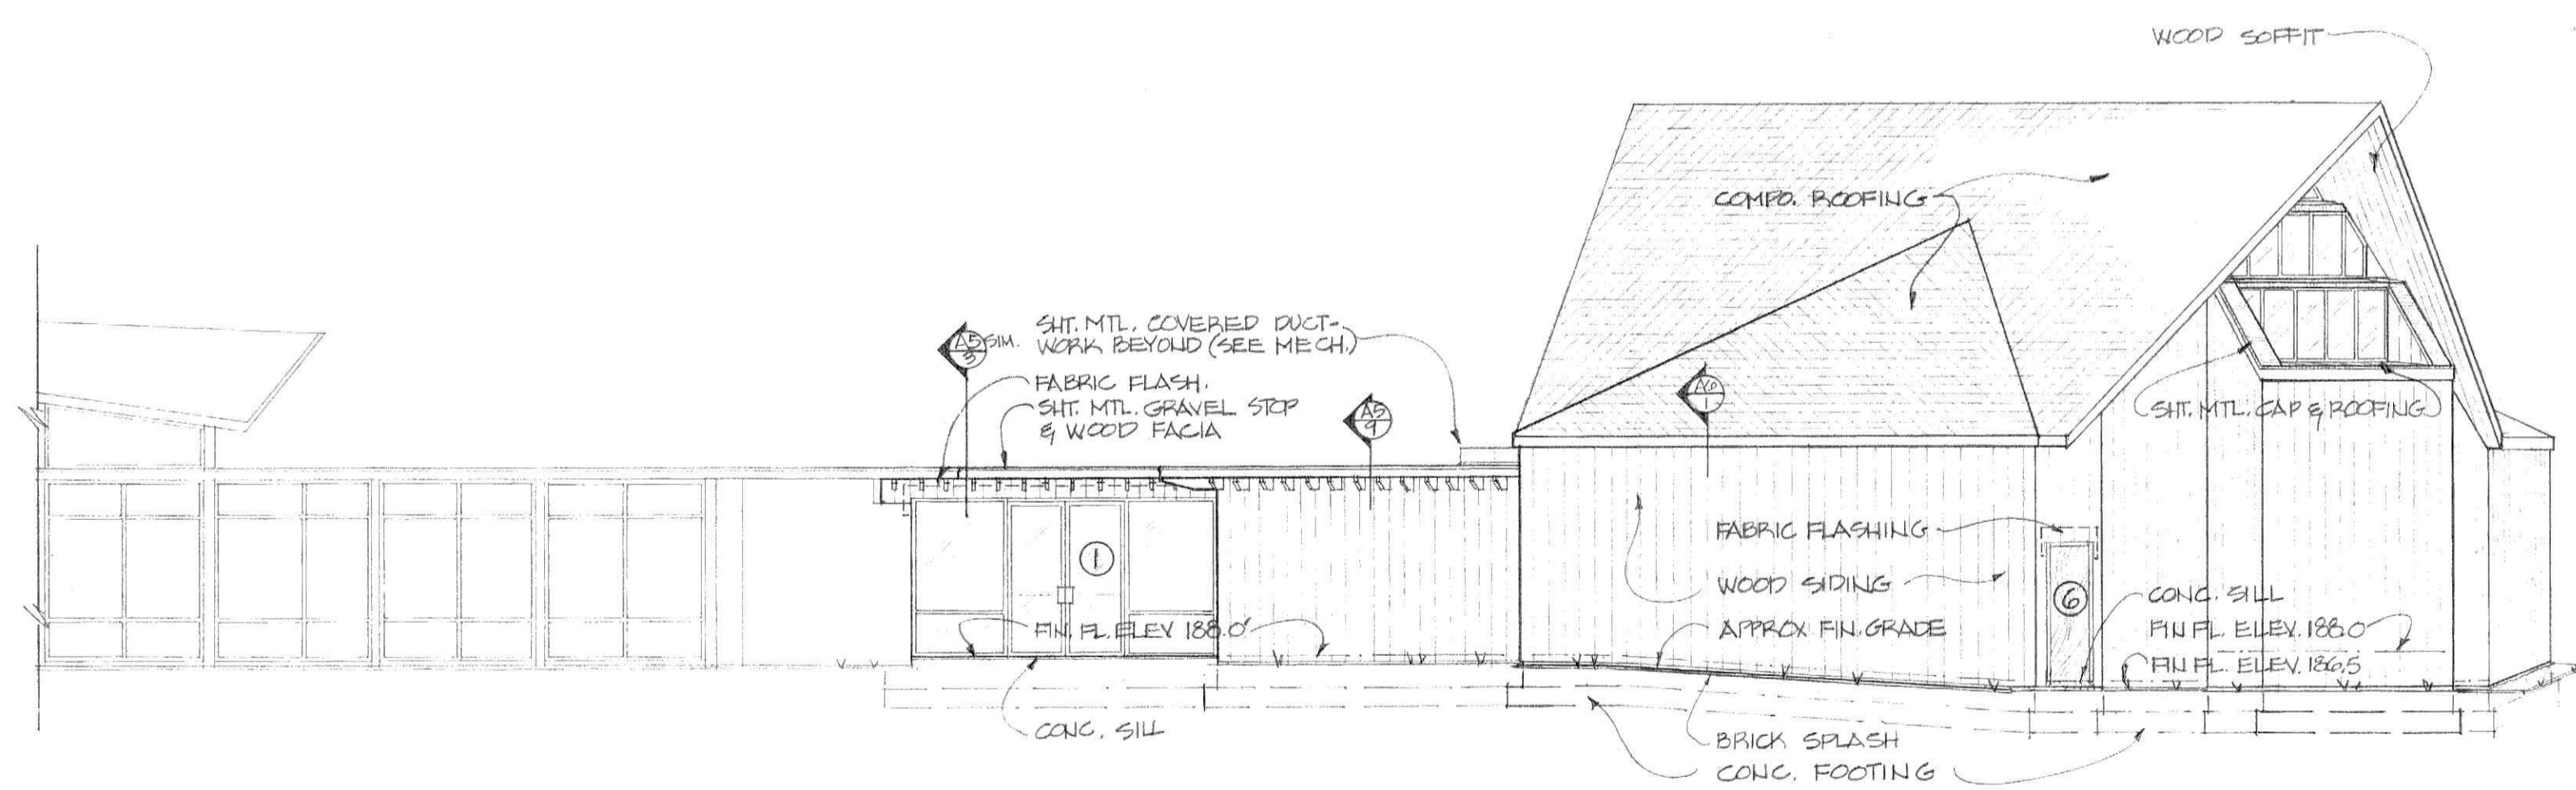 WOOD SOFFIT
COMPO. ROOFING
SHT. MTL. COVERED DUCT-
WORK BEYOND (SEE MECH.)
A5
3
SIM.
FABRIC FLASH.
SHT. MTL. GRAVEL STOP
& WOOD FACIA
A5
9
A6
1
SHT. MTL. CAP & ROOFING
FABRIC FLASHING
1
WOOD SIDING
6
CONC. SILL
FIN. FL. ELEV 188.0'
APPROX FIN. GRADE
FIN FL. ELEV. 188.0
FIN FL. ELEV. 186.5
CONC. SILL
BRICK SPLASH
CONC. FOOTING